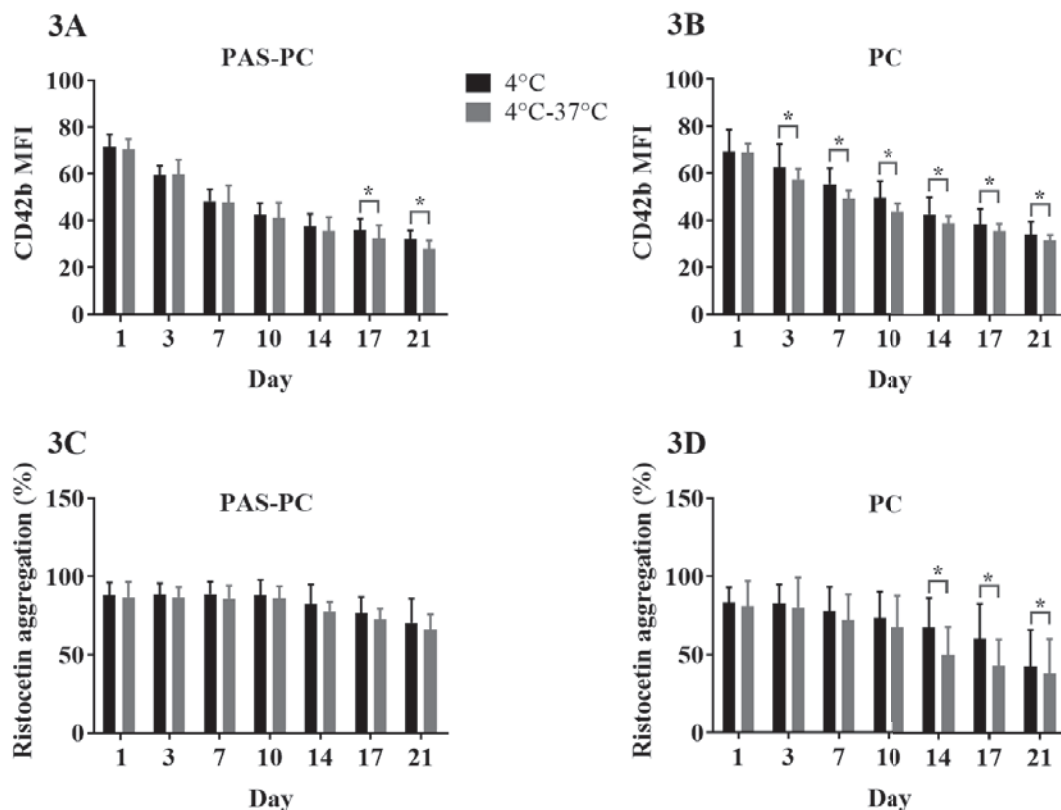 3A
PAS-PC
CD42b MFI
100
80
60
40
20
0
1 3 7 10 14 17 21
* *
Day
4°C
4°C-37°C
3B
PC
CD42b MFI
100
80
60
40
20
0
1 3 7 10 14 17 21
* * * * * *
Day
3C
PAS-PC
Ristocetin aggregation (%)
150
100
50
0
1 3 7 10 14 17 21
Day
3D
PC
Ristocetin aggregation (%)
150
100
50
0
1 3 7 10 14 17 21
* * *
Day